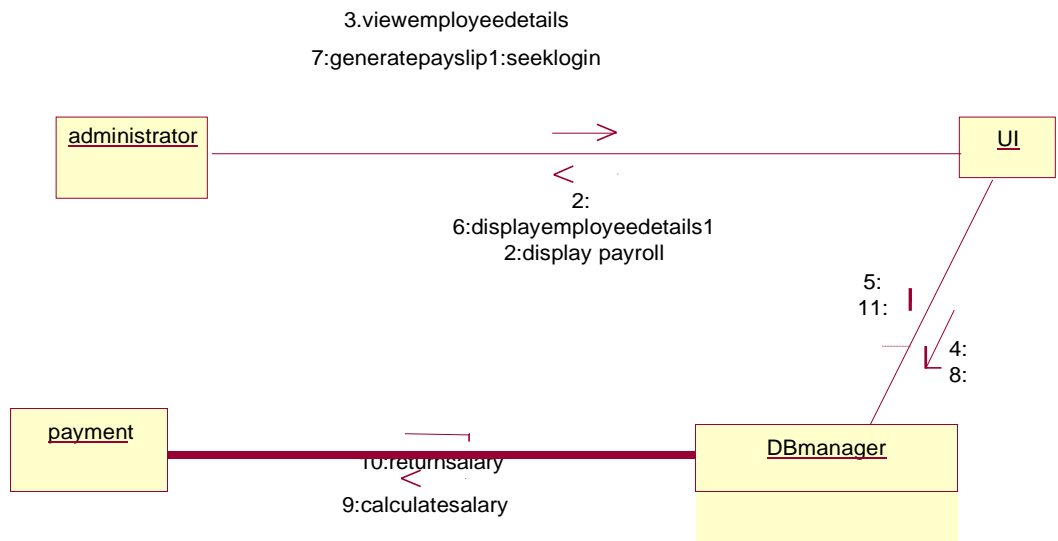 3.viewemployeedetails
7:generatepayslip1:seeklogin
administrator
UI
2:
6:displayemployeedetails1
2:display payroll
5:
11:
4:
8:
payment
DBmanager
10:returnsalary
9:calculatesalary